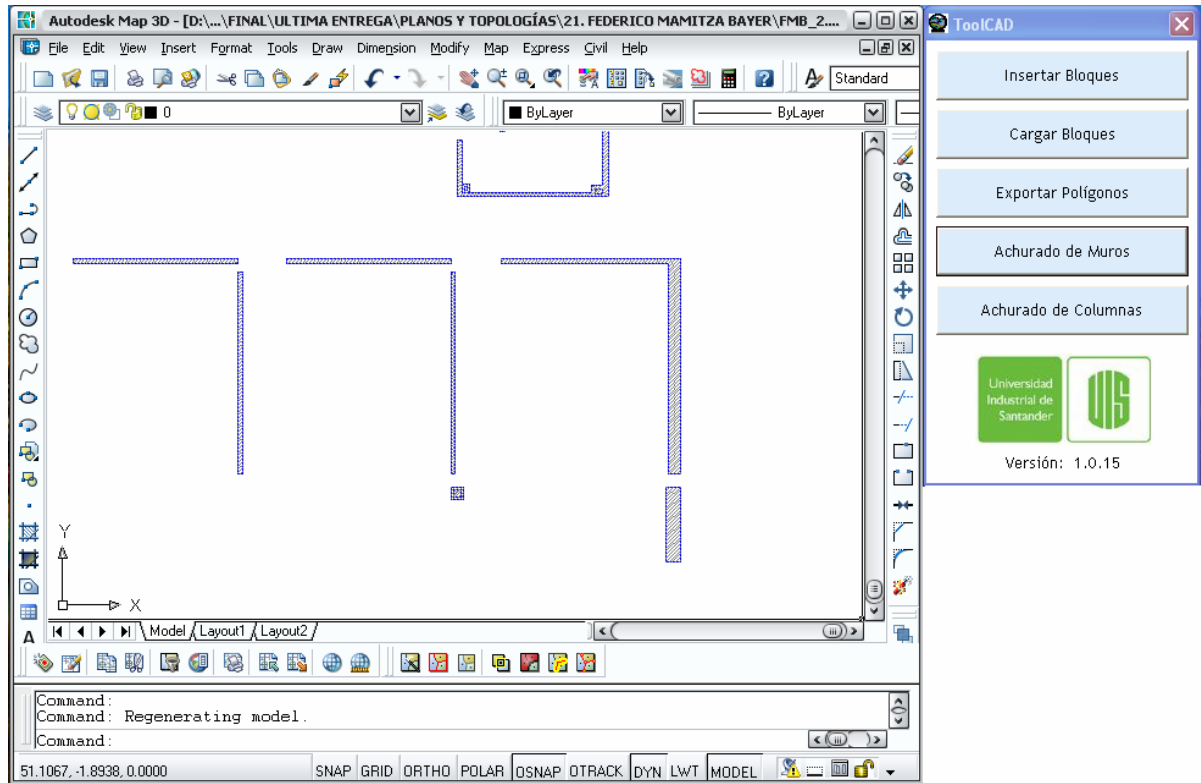 Autodesk Map 3D - [D:\...\FINAL\ULTIMA ENTREGA\PLANOS Y TOPOLOGÍAS\21. FEDERICO MAMITZA BAYER\FMB_2....
File Edit View Insert Format Tools Draw Dimension Modify Map Express Civil Help
Standard
0
ByLayer
ByLayer
Y
X
A
Model Layout1 Layout2
Command:
Command: Regenerating model.
Command:
51.1067, -1.8938, 0.0000 SNAP GRID ORTHO POLAR OSNAP OTRACK DYN LWT MODEL
ToolCAD
Insertar Bloques
Cargar Bloques
Exportar Polígonos
Achurado de Muros
Achurado de Columnas
Universidad
Industrial de
Santander
UIS
Versión: 1.0.15